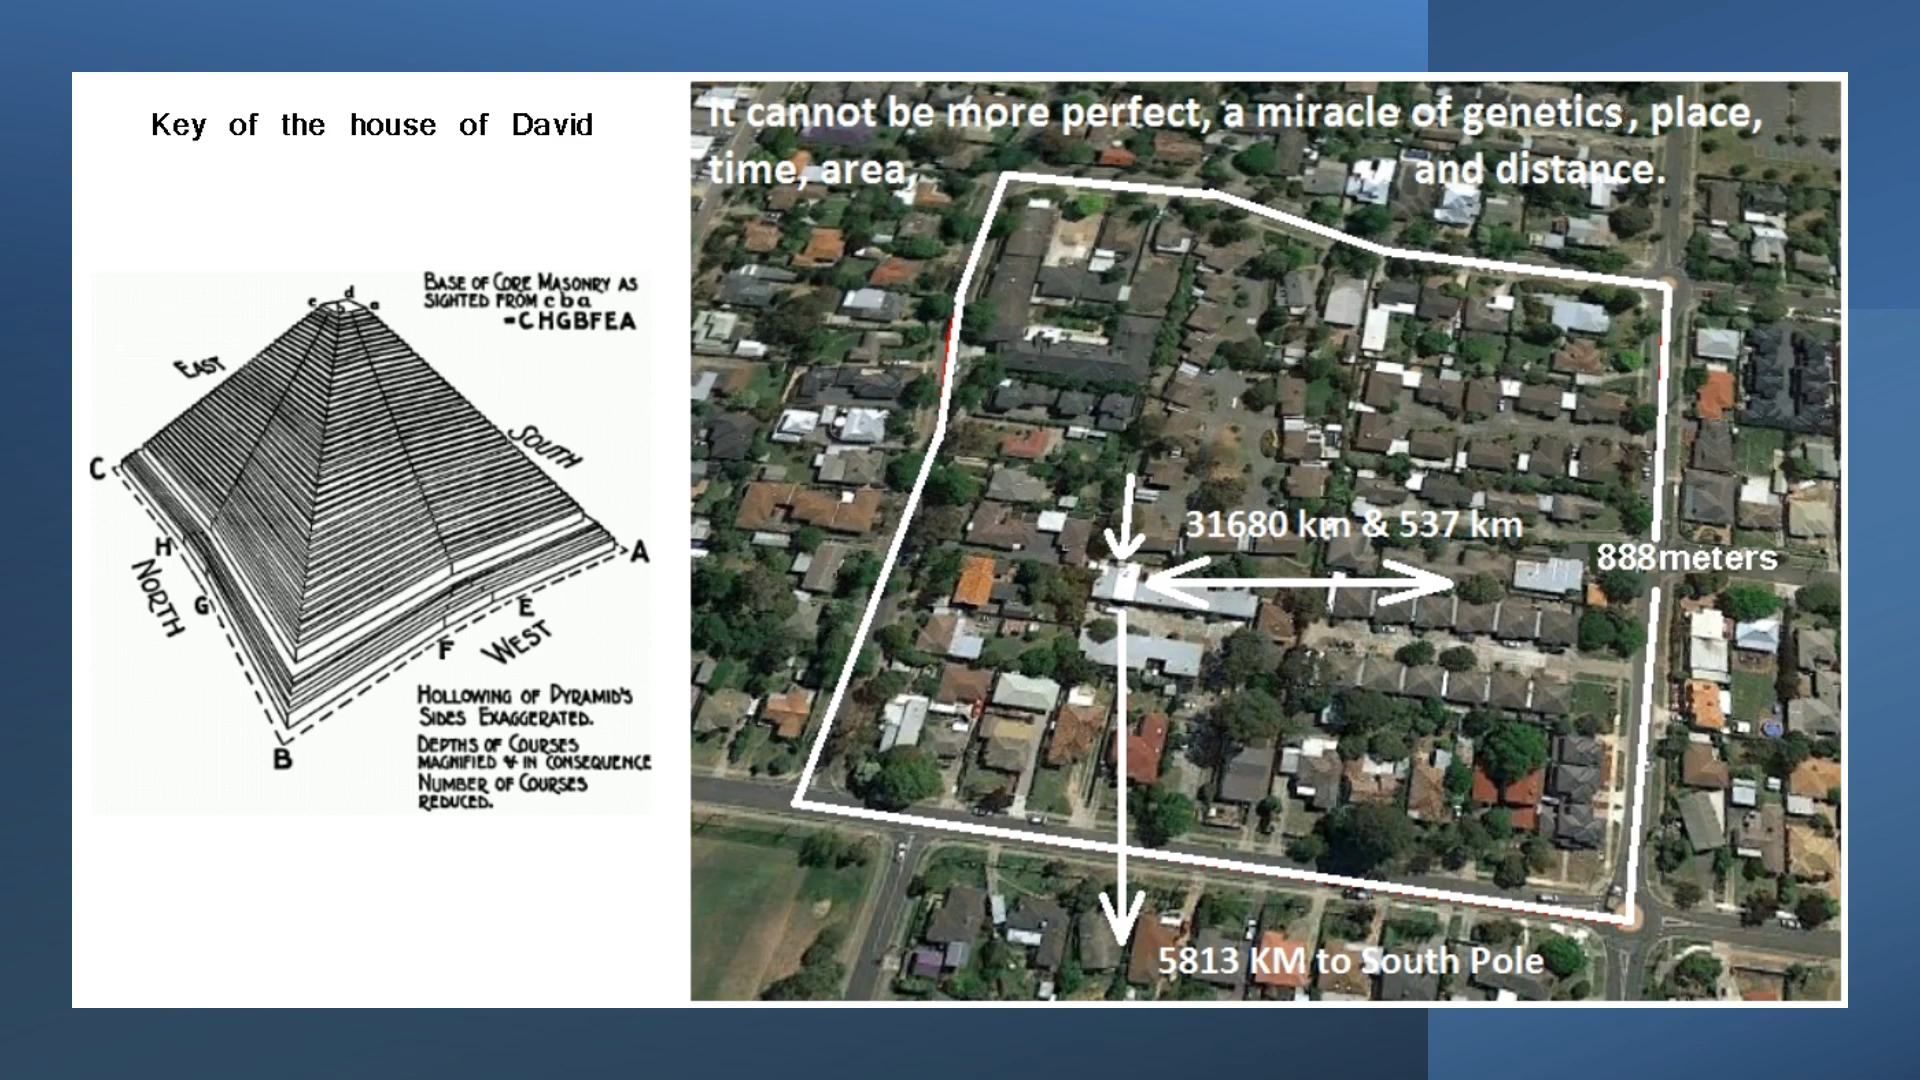 Key of the house of David
BASE OF CORE MASONRY AS
SIGHTED FROM c b a
-CHGBFEA
c
d
b
a
EAST
SOUTH
C
H
A
NORTH
G
E
F
WEST
HOLLOWING OF PYRAMID'S
SIDES EXAGGERATED.
B
DEPTHS OF COURSES
MAGNIFIED & IN CONSEQUENCE
NUMBER OF COURSES
REDUCED.
It cannot be more perfect, a miracle of genetics, place,
time, area, and distance.
31680 km & 537 km
888meters
5813 KM to South Pole